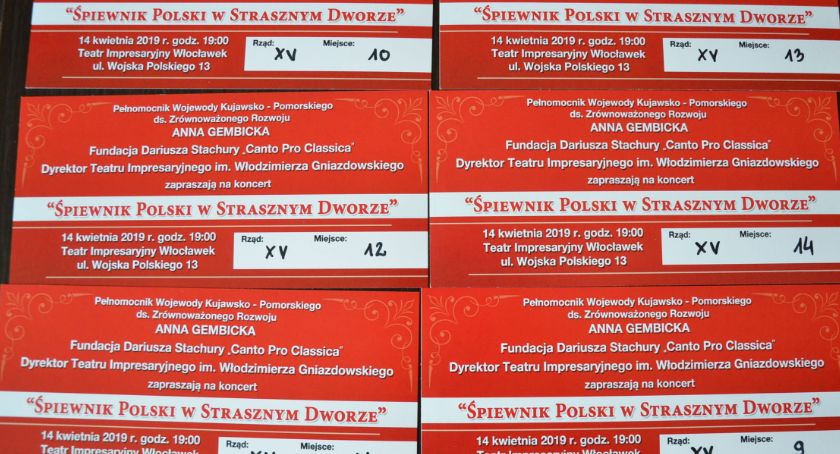 “ŚPIEWNIK POLSKI W STRASZNYM DWORZE”
14 kwietnia 2019 r. godz. 19:00
Teatr Impresaryjny Włocławek
ul. Wojska Polskiego 13
Rząd: XV Miejsce: 10
“ŚPIEWNIK POLSKI W STRASZNYM DWORZE”
14 kwietnia 2019 r. godz. 19:00
Teatr Impresaryjny Włocławek
ul. Wojska Polskiego 13
Rząd: XV Miejsce: 13
Pełnomocnik Wojewody Kujawsko - Pomorskiego
ds. Zrównoważonego Rozwoju
ANNA GEMBICKA
Fundacja Dariusza Stachury „Canto Pro Classica”
Dyrektor Teatru Impresaryjnego im. Włodzimierza Gniazdowskiego
zapraszają na koncert
“ŚPIEWNIK POLSKI W STRASZNYM DWORZE”
14 kwietnia 2019 r. godz. 19:00
Teatr Impresaryjny Włocławek
ul. Wojska Polskiego 13
Rząd: XV Miejsce: 12
Pełnomocnik Wojewody Kujawsko - Pomorskiego
ds. Zrównoważonego Rozwoju
ANNA GEMBICKA
Fundacja Dariusza Stachury „Canto Pro Classica”
Dyrektor Teatru Impresaryjnego im. Włodzimierza Gniazdowskiego
zapraszają na koncert
“ŚPIEWNIK POLSKI W STRASZNYM DWORZE”
14 kwietnia 2019 r. godz. 19:00
Teatr Impresaryjny Włocławek
ul. Wojska Polskiego 13
Rząd: XV Miejsce: 14
Pełnomocnik Wojewody Kujawsko - Pomorskiego
ds. Zrównoważonego Rozwoju
ANNA GEMBICKA
Fundacja Dariusza Stachury „Canto Pro Classica”
Dyrektor Teatru Impresaryjnego im. Włodzimierza Gniazdowskiego
zapraszają na koncert
“ŚPIEWNIK POLSKI W STRASZNYM DWORZE”
14 kwietnia 2019 r. godz. 19:00
Teatr Impresaryjny Włocławek
Rząd: Miejsce:
Pełnomocnik Wojewody Kujawsko - Pomorskiego
ds. Zrównoważonego Rozwoju
ANNA GEMBICKA
Fundacja Dariusza Stachury „Canto Pro Classica”
Dyrektor Teatru Impresaryjnego im. Włodzimierza Gniazdowskiego
zapraszają na koncert
“ŚPIEWNIK POLSKI W STRASZNYM DWORZE”
14 kwietnia 2019 r. godz. 19:00
Teatr Impresaryjny Włocławek
Rząd: XV Miejsce: 9